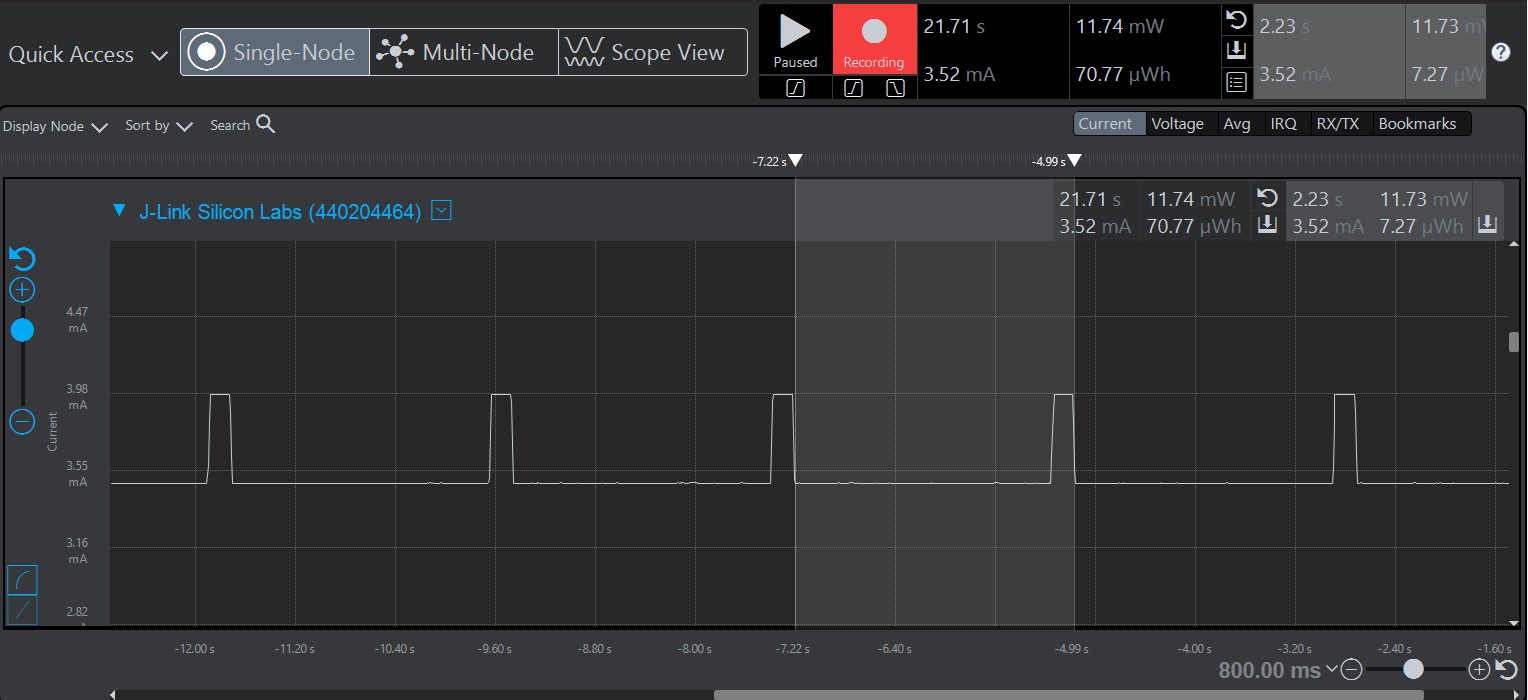 Quick Access
Single-Node
Multi-Node
Scope View
Paused
Recording
21.71 s
11.74 mW
3.52 mA
70.77 µWh
2.23 s
11.73 m
3.52 mA
7.27 µW
?
Display Node
Sort by
Search
Current
Voltage
Avg
IRQ
RX/TX
Bookmarks
-7.22 s
-4.99 s
J-Link Silicon Labs (440204464)
21.71 s
11.74 mW
2.23 s
11.73 mW
3.52 mA
70.77 µWh
3.52 mA
7.27 µWh
4.47
mA
3.98
mA
Current
3.55
mA
3.16
mA
2.82
-12.00 s
-11.20 s
-10.40 s
-9.60 s
-8.80 s
-8.00 s
-7.22 s
-6.40 s
-4.99 s
-4.00 s
-3.20 s
-2.40 s
-1.60 s
800.00 ms